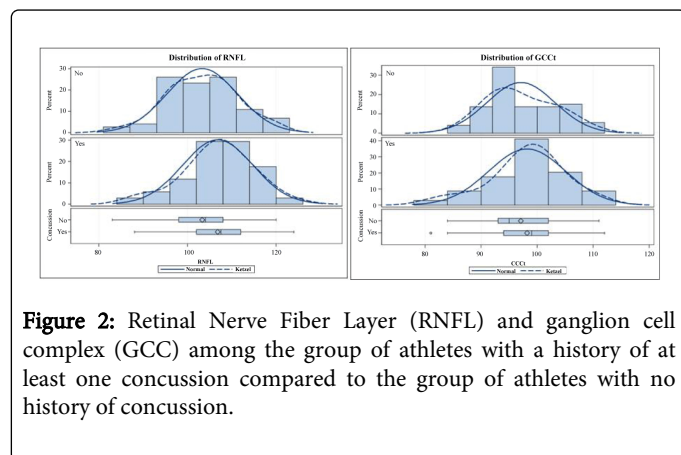 Distribution of RNFL
No
Percent
30
20
10
0
Yes
Percent
30
20
10
0
Concussion
No
Yes
80
100
120
RNFL
Normal
Ketzel
Distribution of GCCt
No
Percent
30
20
10
0
Yes
Percent
40
30
20
10
0
Concussion
No
Yes
80
90
100
110
120
CCCt
Normal
Ketzel
Figure 2: Retinal Nerve Fiber Layer (RNFL) and ganglion cell
complex (GCC) among the group of athletes with a history of at
least one concussion compared to the group of athletes with no
history of concussion.